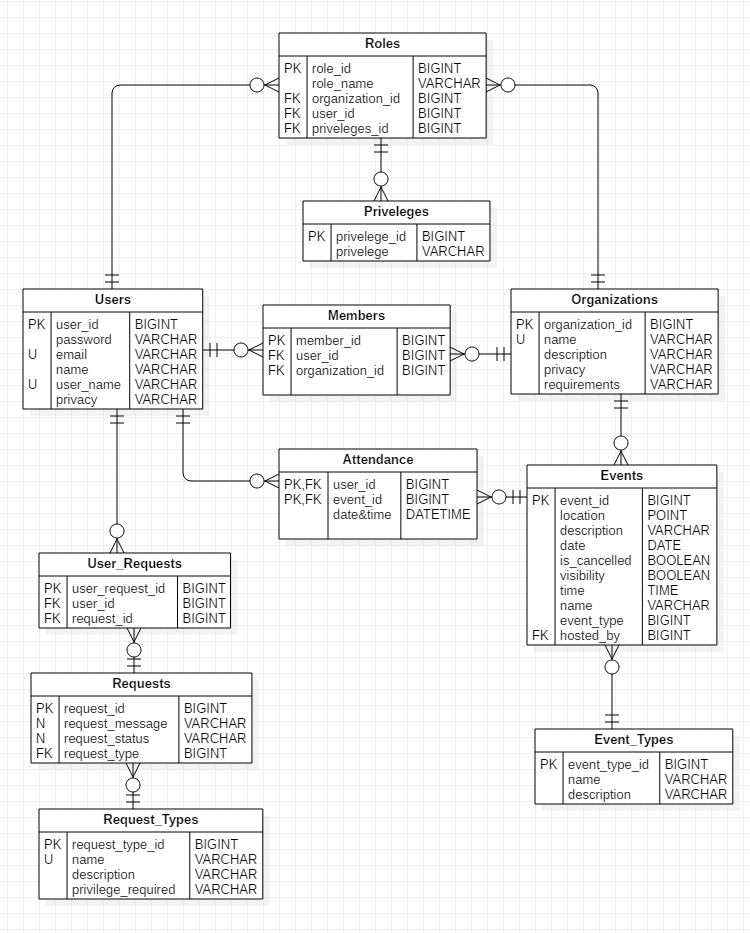 Roles
PK role_id BIGINT
role_name VARCHAR
FK organization_id BIGINT
FK user_id BIGINT
FK priveleges_id BIGINT
Priveleges
PK privelege_id BIGINT
privelege VARCHAR
Users
PK user_id BIGINT
password VARCHAR
U email VARCHAR
name VARCHAR
U user_name VARCHAR
privacy VARCHAR
Members
PK member_id BIGINT
FK user_id BIGINT
FK organization_id BIGINT
Organizations
PK organization_id BIGINT
U name VARCHAR
description VARCHAR
privacy VARCHAR
requirements VARCHAR
Attendance
PK,FK user_id BIGINT
PK,FK event_id BIGINT
date&time DATETIME
Events
PK event_id BIGINT
location POINT
description VARCHAR
date DATE
is_cancelled BOOLEAN
visibility BOOLEAN
time TIME
name VARCHAR
event_type BIGINT
FK hosted_by BIGINT
User_Requests
PK user_request_id BIGINT
FK user_id BIGINT
FK request_id BIGINT
Requests
PK request_id BIGINT
N request_message VARCHAR
N request_status VARCHAR
FK request_type BIGINT
Event_Types
PK event_type_id BIGINT
name VARCHAR
description VARCHAR
Request_Types
PK request_type_id BIGINT
U name VARCHAR
description VARCHAR
privilege_required VARCHAR